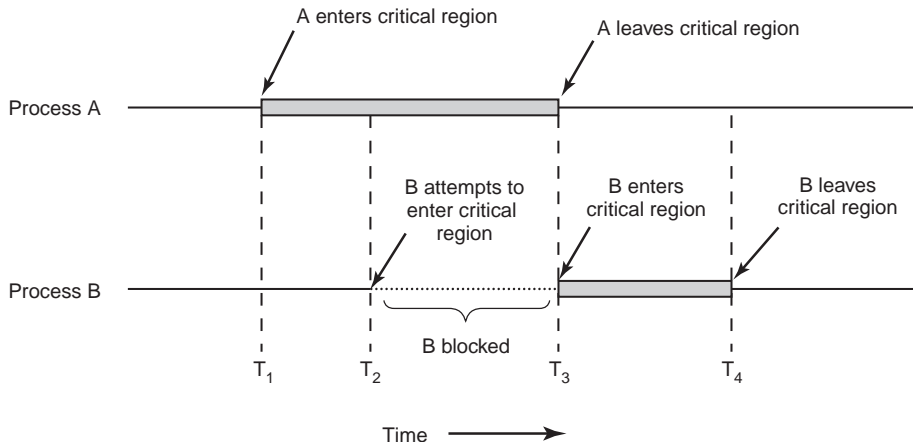 A enters critical region
A leaves critical region
Process A
B attempts to
enter critical
region
B enters
critical region
B leaves
critical region
Process B
B blocked
T1
T2
T3
T4
Time